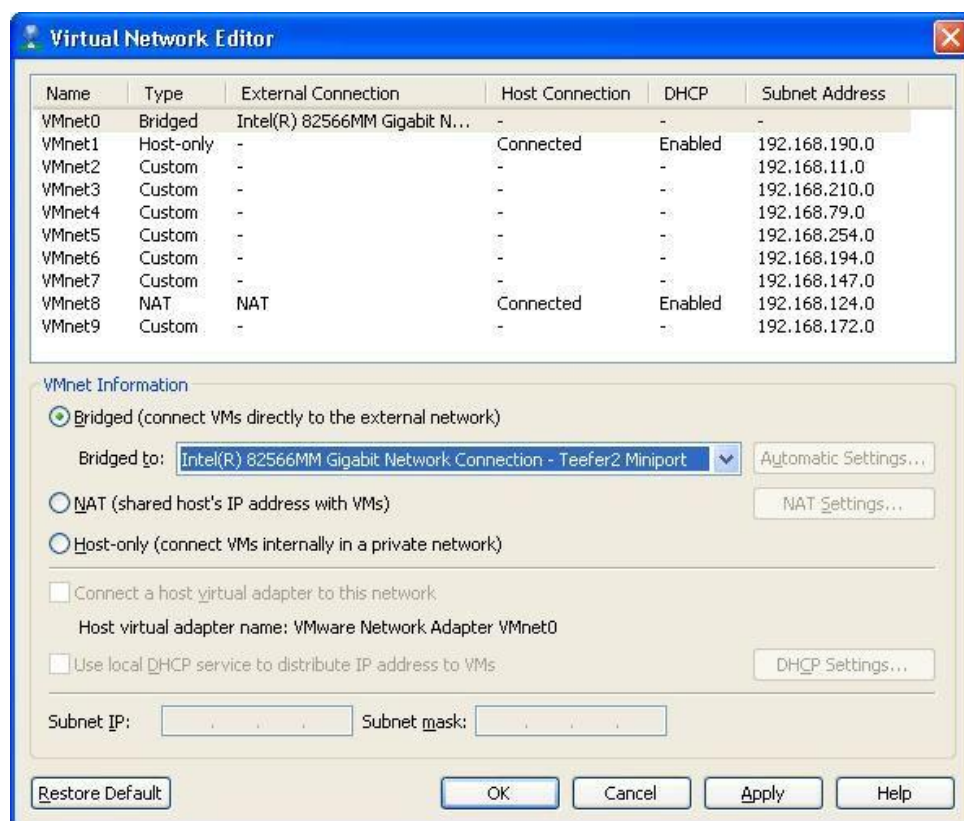 Virtual Network Editor
Name Type External Connection Host Connection DHCP Subnet Address
VMnet0 Bridged Intel(R) 82566MM Gigabit N... - - -
VMnet1 Host-only - Connected Enabled 192.168.190.0
VMnet2 Custom - - - 192.168.11.0
VMnet3 Custom - - - 192.168.210.0
VMnet4 Custom - - - 192.168.79.0
VMnet5 Custom - - - 192.168.254.0
VMnet6 Custom - - - 192.168.194.0
VMnet7 Custom - - - 192.168.147.0
VMnet8 NAT NAT Connected Enabled 192.168.124.0
VMnet9 Custom - - - 192.168.172.0
VMnet Information
Bridged (connect VMs directly to the external network)
Bridged to: Intel(R) 82566MM Gigabit Network Connection - Teefer2 Miniport Automatic Settings...
NAT (shared host's IP address with VMs) NAT Settings...
Host-only (connect VMs internally in a private network)
Connect a host virtual adapter to this network
Host virtual adapter name: VMware Network Adapter VMnet0
Use local DHCP service to distribute IP address to VMs DHCP Settings...
Subnet IP: . . . Subnet mask: . . .
Restore Default OK Cancel Apply Help